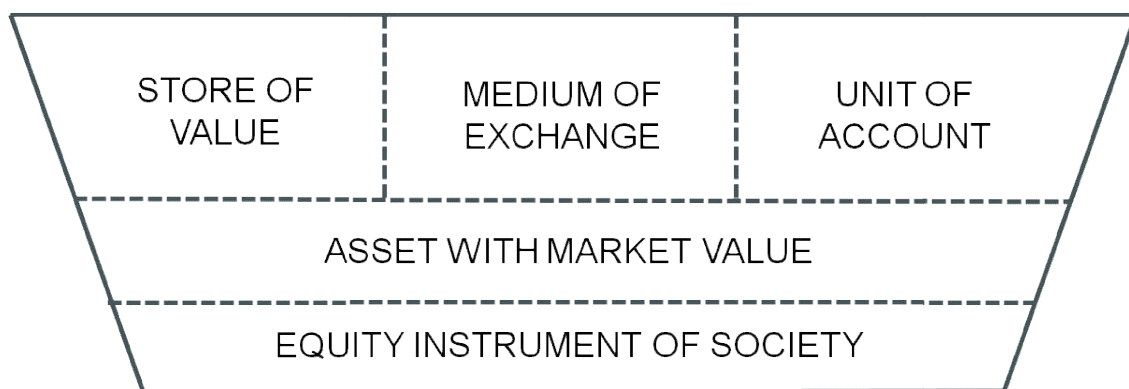 STORE OF
VALUE
MEDIUM OF
EXCHANGE
UNIT OF
ACCOUNT
ASSET WITH MARKET VALUE
EQUITY INSTRUMENT OF SOCIETY